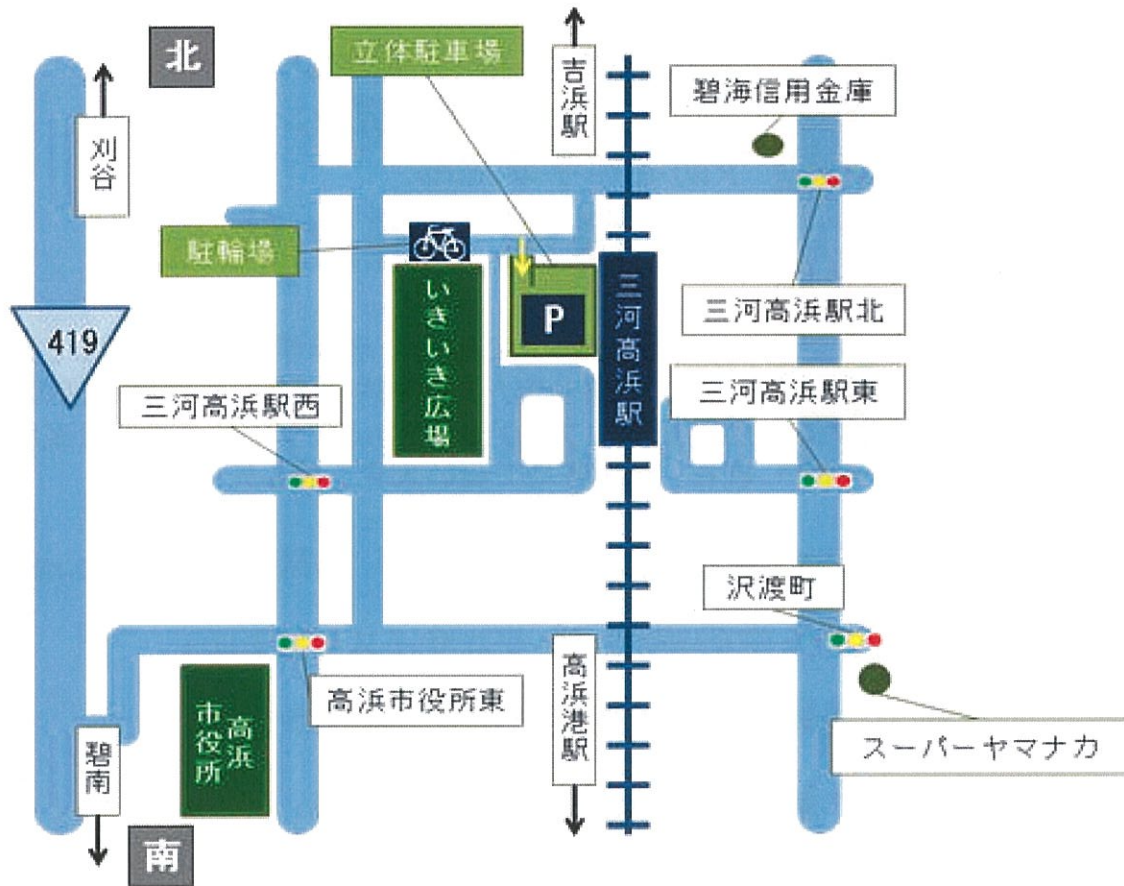 北
立体駐車場
吉浜駅
碧海信用金庫
刈谷
駐輪場
419
いきいき広場
P
三河高浜駅
三河高浜駅北
三河高浜駅西
三河高浜駅東
沢渡町
高浜市役所東
高浜港駅
高浜
市役所
スーパーヤマナカ
碧南
南